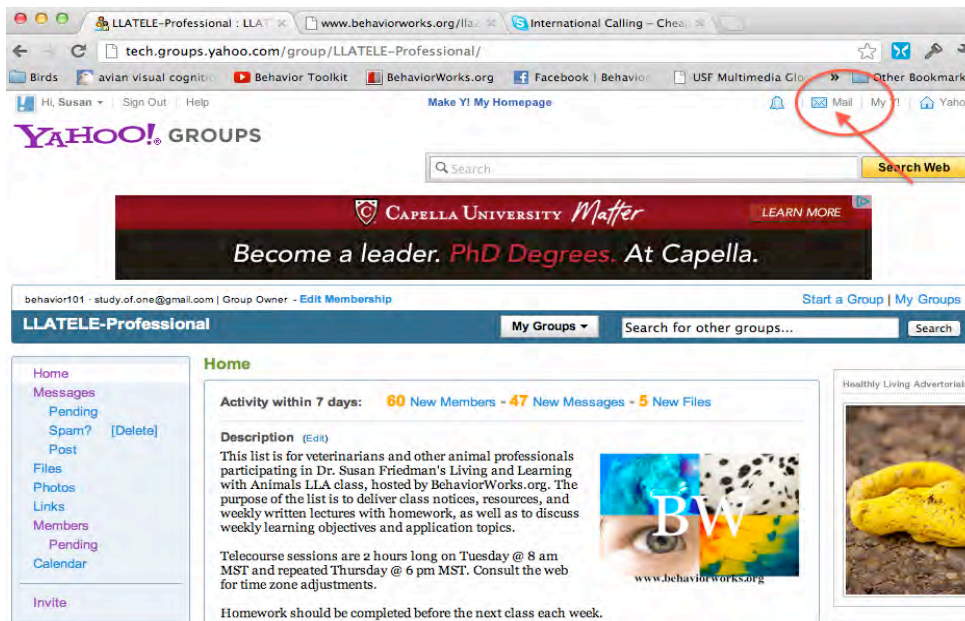 LLATELE-Professional : LLAT
www.behaviorworks.org/lla
International Calling – Chea
tech.groups.yahoo.com/group/LLATELE-Professional/
Birds avian visual cognitio Behavior Toolkit BehaviorWorks.org Facebook | Behavior USF Multimedia Glo » Other Bookmark
Hi, Susan Sign Out Help Make Y! My Homepage Mail My Y! Yaho
YAHOO! GROUPS
Search Search Web
CAPELLA UNIVERSITY Matter LEARN MORE
Become a leader. PhD Degrees. At Capella.
behavior101 · study.of.one@gmail.com | Group Owner - Edit Membership Start a Group | My Groups
LLATELE-Professional My Groups Search for other groups... Search
Home
Messages
Pending
Spam? [Delete]
Post
Files
Photos
Links
Members
Pending
Calendar
Invite
Home
Activity within 7 days: 60 New Members - 47 New Messages - 5 New Files
Description (Edit)
This list is for veterinarians and other animal professionals
participating in Dr. Susan Friedman's Living and Learning
with Animals LLA class, hosted by BehaviorWorks.org. The
purpose of the list is to deliver class notices, resources, and
weekly written lectures with homework, as well as to discuss
weekly learning objectives and application topics.
Telecourse sessions are 2 hours long on Tuesday @ 8 am
MST and repeated Thursday @ 6 pm MST. Consult the web
for time zone adjustments.
Homework should be completed before the next class each week.
BW
www.behaviorworks.org
Healthly Living Advertorials